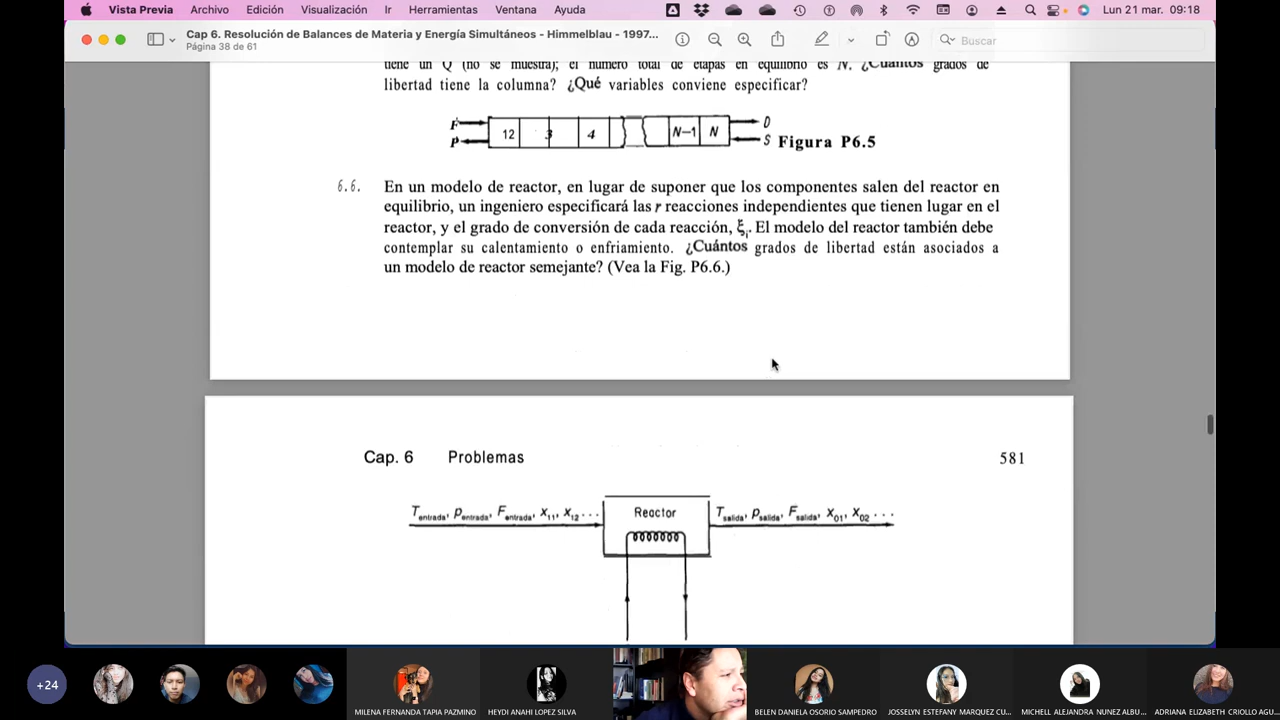 Vista Previa Archivo Edición Visualización Ir Herramientas Ventana Ayuda Lun 21 mar. 09:18
Cap 6. Resolución de Balances de Materia y Energía Simultáneos - Himmelblau - 1997...
Página 38 de 61
Buscar
tiene un Q (no se muestra); el número total de etapas en equilibrio es N. ¿Cuántos grados de
libertad tiene la columna? ¿Qué variables conviene especificar?
F P 12 3 4 N–1 N D S Figura P6.5
6.6. En un modelo de reactor, en lugar de suponer que los componentes salen del reactor en
equilibrio, un ingeniero especificará las r reacciones independientes que tienen lugar en el
reactor, y el grado de conversión de cada reacción, ξi. El modelo del reactor también debe
contemplar su calentamiento o enfriamiento. ¿Cuántos grados de libertad están asociados a
un modelo de reactor semejante? (Vea la Fig. P6.6.)
Cap. 6 Problemas 581
Tentrada, pentrada, Fentrada, x11, x12 ... Reactor Tsalida, psalida, Fsalida, x01, x02 ...
+24
MILENA FERNANDA TAPIA PAZMINO HEYDI ANAHI LOPEZ SILVA BELEN DANIELA OSORIO SAMPEDRO JOSSELYN ESTEFANY MARQUEZ CU... MICHELL ALEJANDRA NUNEZ ALBU... ADRIANA ELIZABETH CRIOLLO AGU...